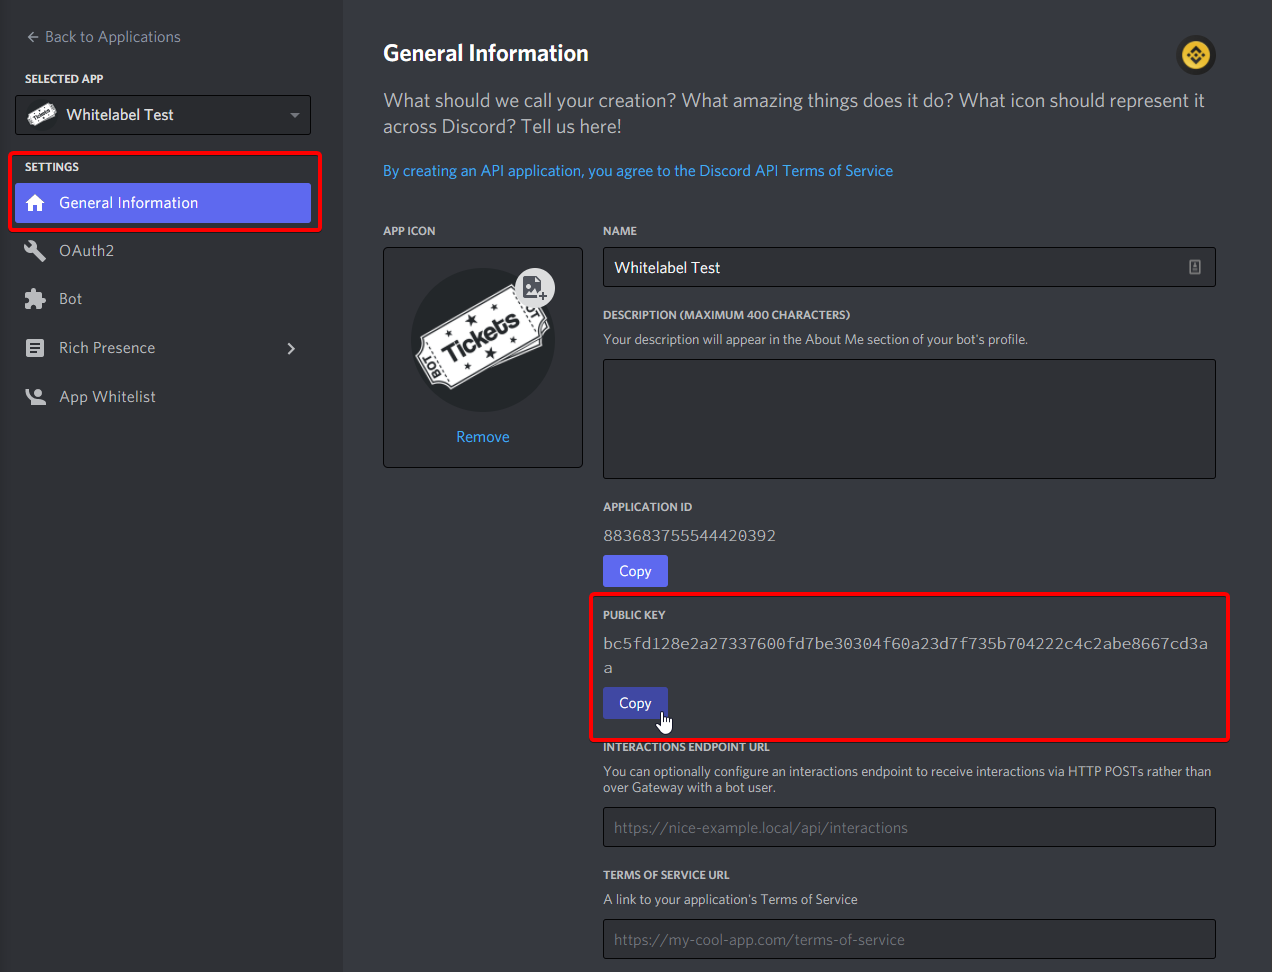 Back to Applications
SELECTED APP
Tickets
Whitelabel Test
SETTINGS
General Information
OAuth2
Bot
Rich Presence
App Whitelist
General Information
What should we call your creation? What amazing things does it do? What icon should represent it
across Discord? Tell us here!
By creating an API application, you agree to the Discord API Terms of Service
APP ICON
BOT
Tickets
BOT
Remove
NAME
Whitelabel Test
DESCRIPTION (MAXIMUM 400 CHARACTERS)
Your description will appear in the About Me section of your bot's profile.
APPLICATION ID
883683755544420392
Copy
PUBLIC KEY
bc5fd128e2a27337600fd7be30304f60a23d7f735b704222c4c2abe8667cd3a
a
Copy
INTERACTIONS ENDPOINT URL
You can optionally configure an interactions endpoint to receive interactions via HTTP POSTs rather than
over Gateway with a bot user.
https://nice-example.local/api/interactions
TERMS OF SERVICE URL
A link to your application's Terms of Service
https://my-cool-app.com/terms-of-service